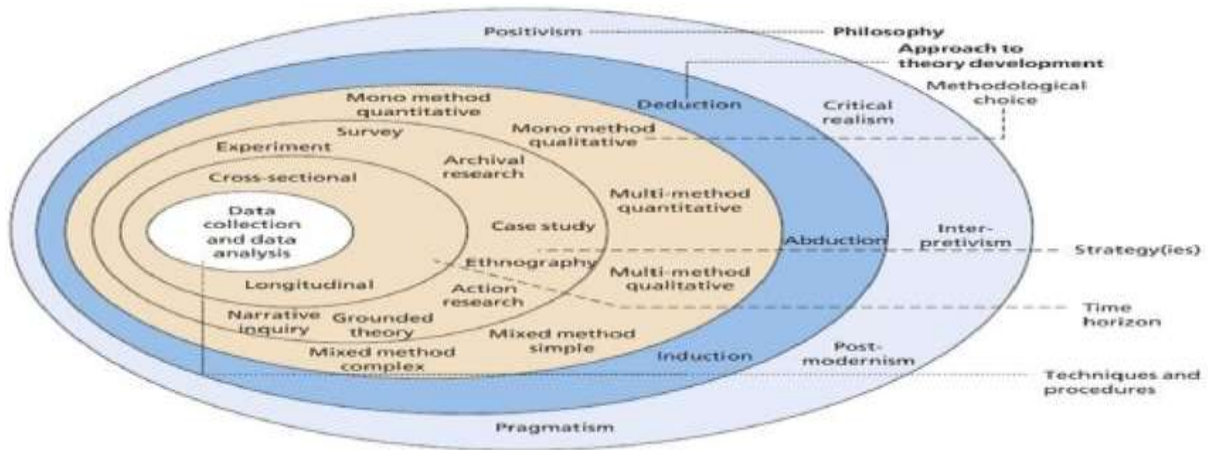 Positivism
Philosophy
Approach to
theory development
Methodological
choice
Mono method
quantitative
Deduction
Critical
realism
Survey
Mono method
qualitative
Experiment
Archival
research
Cross-sectional
Multi-method
quantitative
Data
collection
and data
analysis
Case study
Abduction
Inter-
pretivism
Strategy(ies)
Ethnography
Multi-method
qualitative
Longitudinal
Action
research
Time
horizon
Narrative
inquiry
Grounded
theory
Mixed method
simple
Mixed method
complex
Induction
Post-
modernism
Techniques and
procedures
Pragmatism